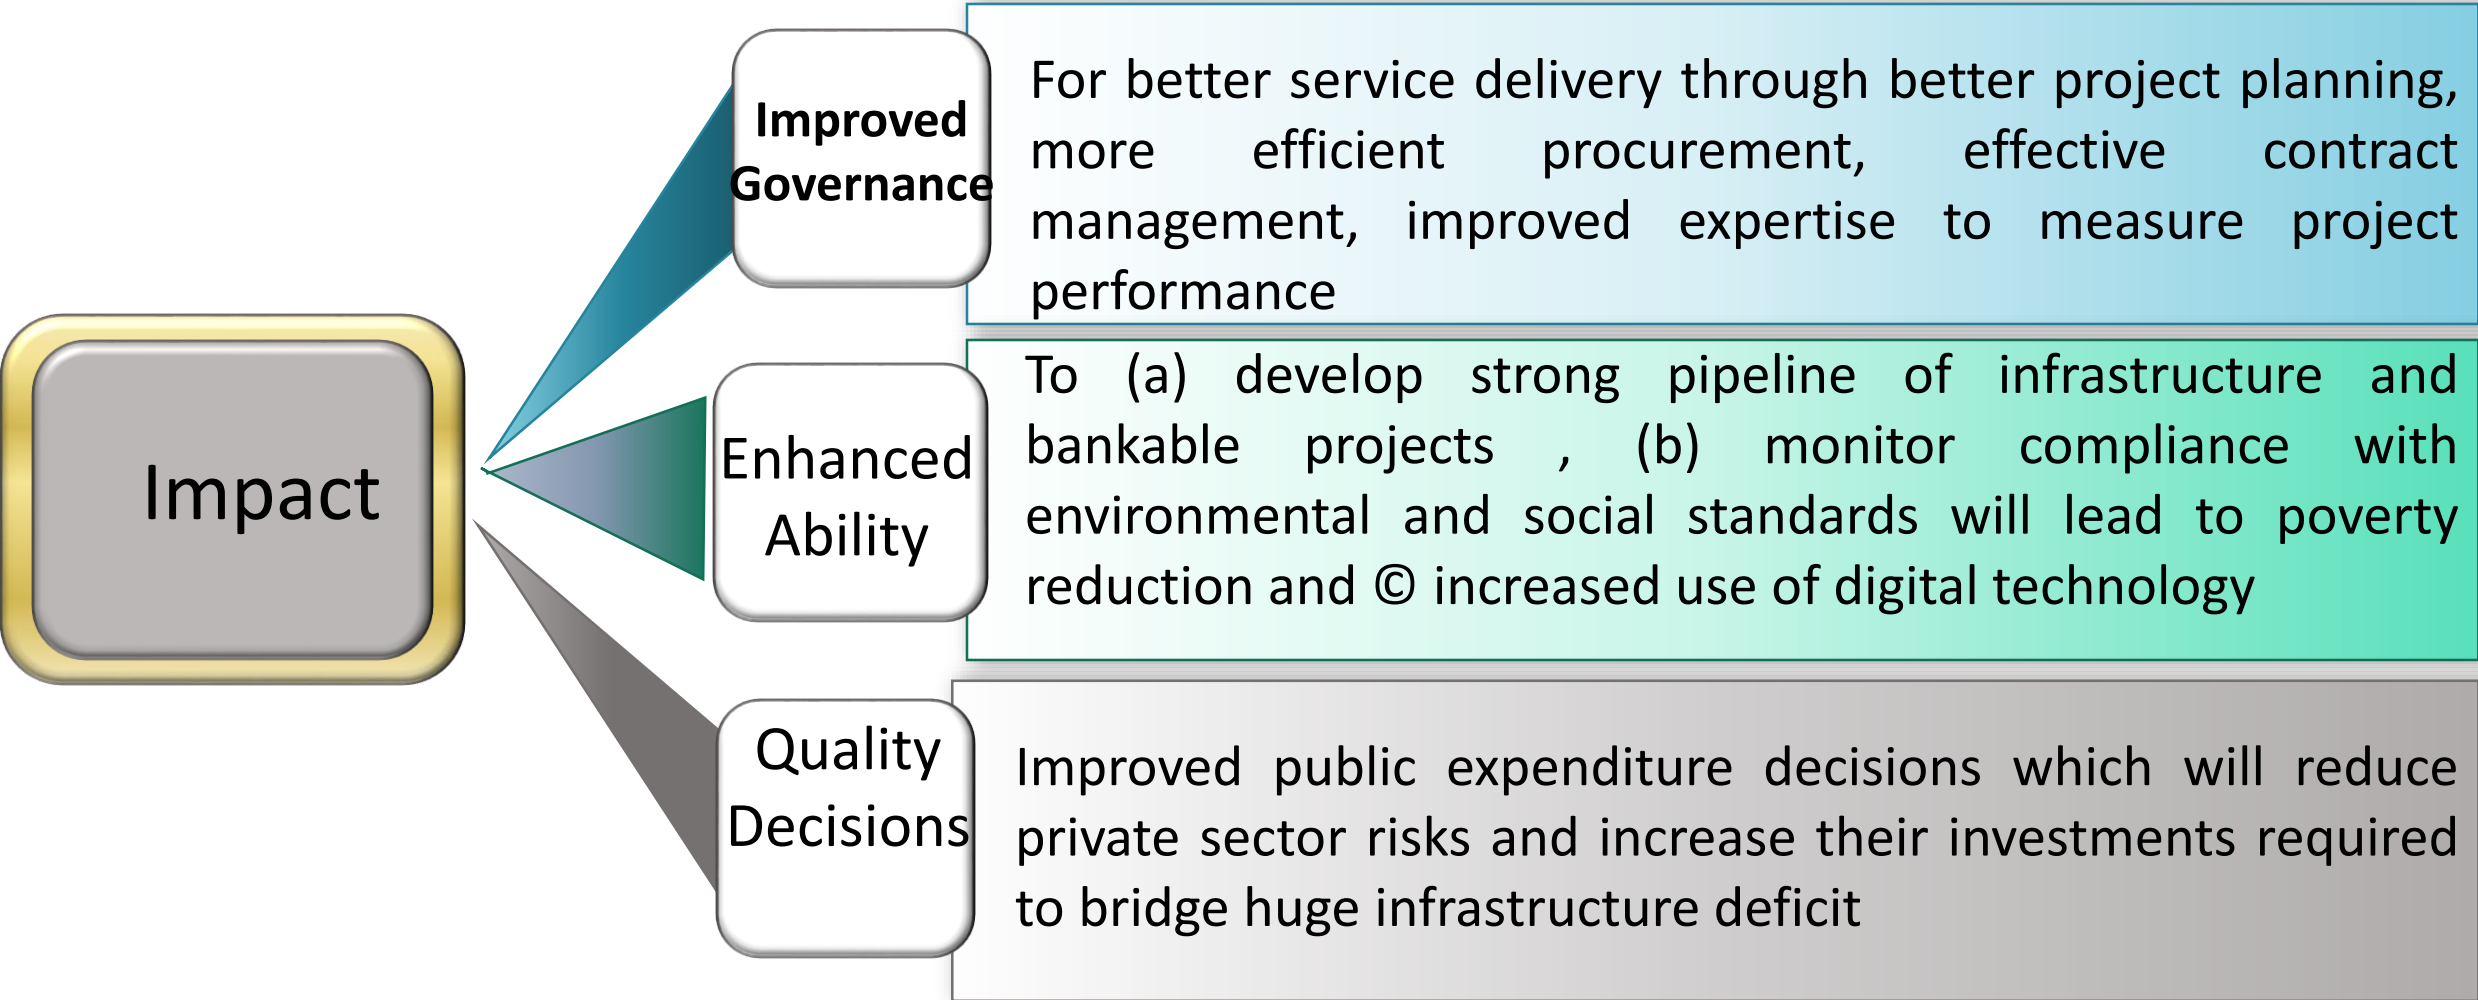 Impact
Improved
Governance
For better service delivery through better project planning,
more efficient procurement, effective contract
management, improved expertise to measure project
performance
Enhanced
Ability
To (a) develop strong pipeline of infrastructure and
bankable projects , (b) monitor compliance with
environmental and social standards will lead to poverty
reduction and © increased use of digital technology
Quality
Decisions
Improved public expenditure decisions which will reduce
private sector risks and increase their investments required
to bridge huge infrastructure deficit